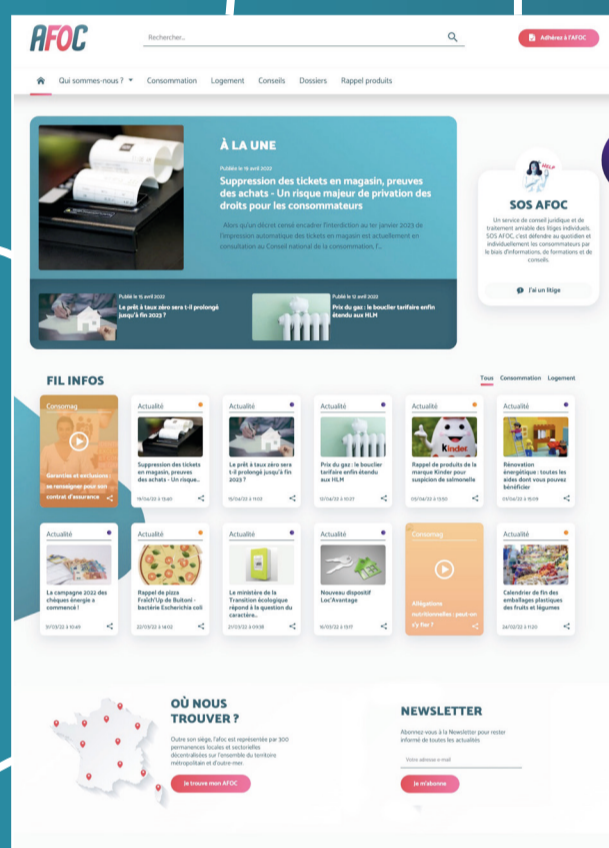 AFOC
Rechercher...
Adhérez à l'AFOC
Qui sommes-nous ?
Consommation
Logement
Conseils
Dossiers
Rappel produits
À LA UNE
Publiée le 19 avril 2022
Suppression des tickets en magasin, preuves
des achats - Un risque majeur de privation des
droits pour les consommateurs
Alors qu'un décret censé encadrer l'interdiction au 1er janvier 2023 de
l'impression automatique des tickets en magasin est actuellement en
consultation au Conseil national de la consommation, l'...
Publié le 15 avril 2022
Le prêt à taux zéro sera t-il prolongé
jusqu'à fin 2023 ?
Publié le 12 avril 2022
Prix du gaz : le bouclier tarifaire enfin
étendu aux HLM
HELP
SOS AFOC
Un service de conseil juridique et de
traitement amiable des litiges individuels.
SOS AFOC, c'est défendre au quotidien et
individuellement les consommateurs par
le biais d'informations, de formations et de
conseils.
J'ai un litige
FIL INFOS
Tous
Consommation
Logement
Consomag
Garanties et exclusions :
se renseigner pour son
contrat d'assurance
Actualité
Suppression des tickets
en magasin, preuves
des achats - Un risque...
Actualité
Le prêt à taux zéro sera
t-il prolongé jusqu'à fin
2023 ?
Actualité
Prix du gaz : le bouclier
tarifaire enfin étendu
aux HLM
Actualité
Kinder
Rappel de produits de la
marque Kinder pour
suspicion de salmonelle
Actualité
Rénovation
énergétique : toutes les
aides dont vous pouvez
bénéficier
Actualité
La campagne 2022 des
chèques énergie a
commencé !
Actualité
Rappel de pizza
Fraîch'Up de Buitoni -
bactérie Escherichia coli
Actualité
Le ministère de la
Transition écologique
répond à la question du
caractère...
Actualité
Nouveau dispositif
Loc'Avantage
Consomag
Allégations
nutritionnelles : peut-on
s'y fier ?
Actualité
Calendrier de fin des
emballages plastiques
des fruits et légumes
OÙ NOUS
TROUVER ?
Outre son siège, l'afoc est représentée par 300
permanences locales et sectorielles
décentralisées sur l'ensemble du territoire
métropolitain et d'outre-mer.
Je trouve mon AFOC
NEWSLETTER
Abonnez vous à la Newsletter pour rester
informé de toutes les actualités
Votre adresse e-mail
Je m'abonne